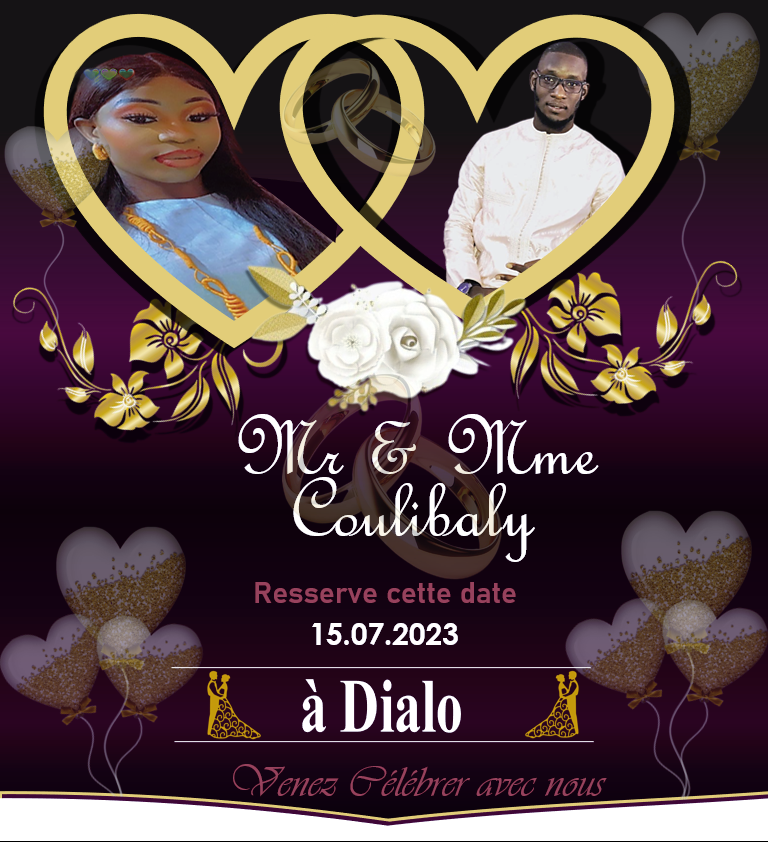 Mr & Mme
Coulibaly
Resserve cette date
15.07.2023
à Dialo
Venez Célébrer avec nous